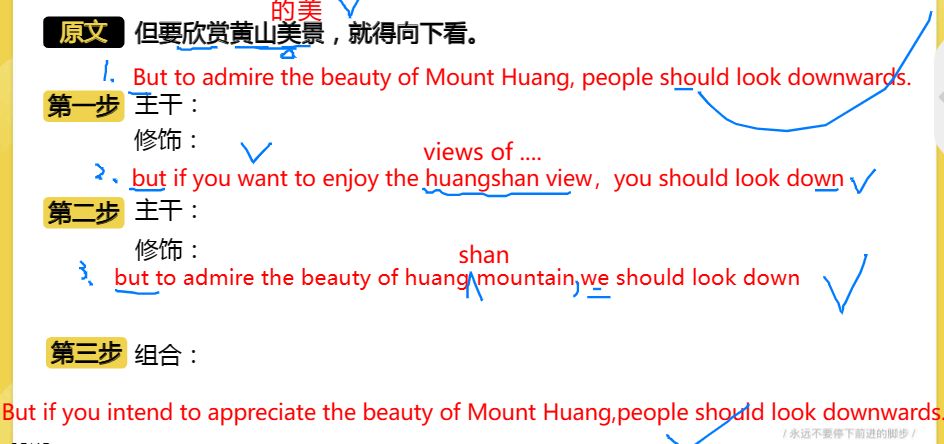 的美
原文 但要欣赏黄山美景，就得向下看。
1. But to admire the beauty of Mount Huang, people should look downwards.
第一步 主干：
修饰：
views of ....
2. but if you want to enjoy the huangshan view，you should look down
第二步 主干：
修饰：
shan
3. but to admire the beauty of huang mountain,we should look down
第三步 组合：
But if you intend to appreciate the beauty of Mount Huang,people should look downwards.
/ 永远不要停下前进的脚步 /